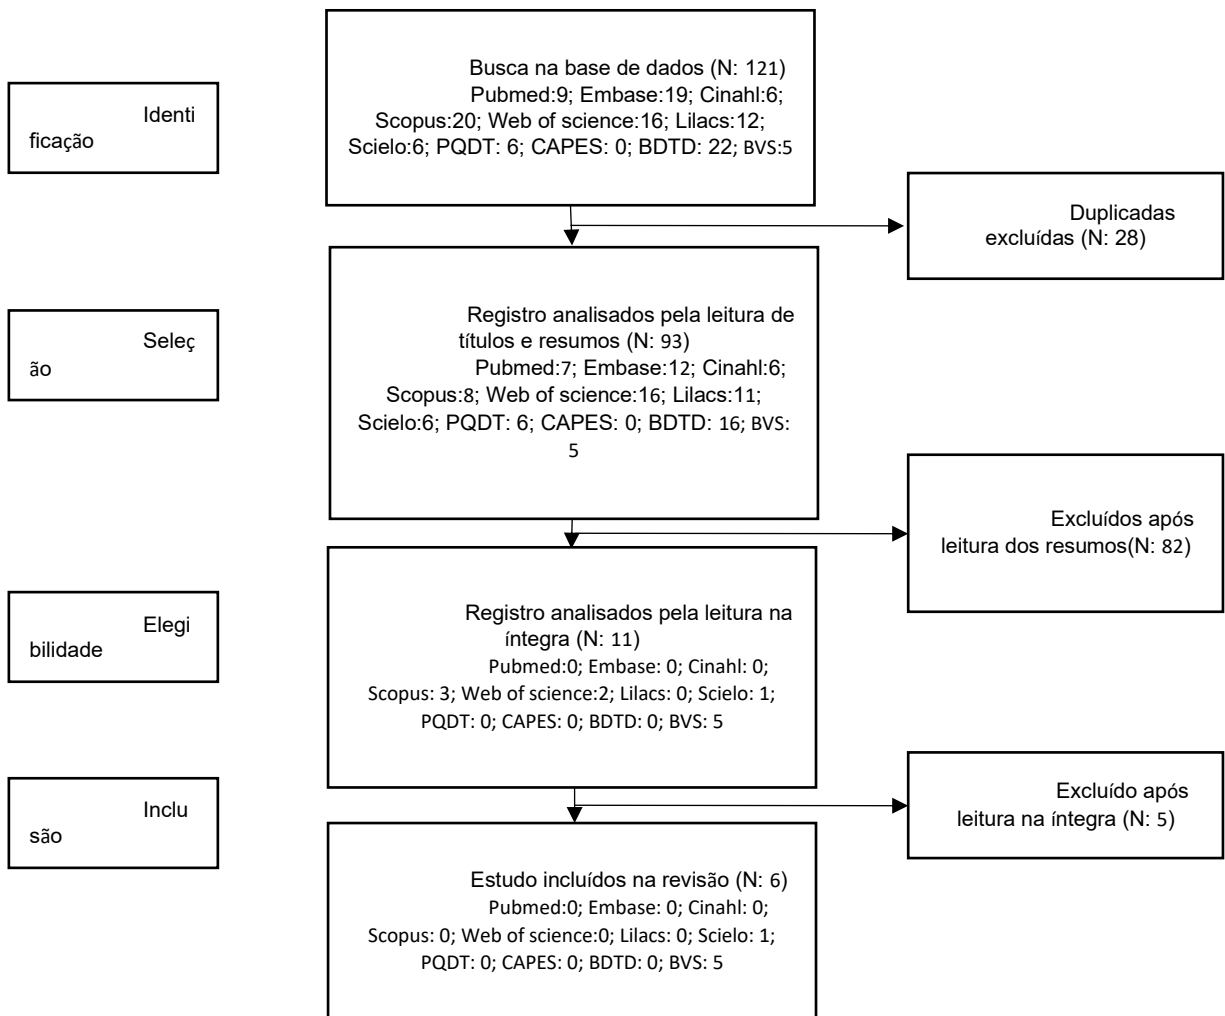 Identi
ficação
Busca na base de dados (N: 121)
Pubmed:9; Embase:19; Cinahl:6;
Scopus:20; Web of science:16; Lilacs:12;
Scielo:6; PQDT: 6; CAPES: 0; BDTD: 22; BVS:5
Duplicadas
excluídas (N: 28)
Seleç
ão
Registro analisados pela leitura de
títulos e resumos (N: 93)
Pubmed:7; Embase:12; Cinahl:6;
Scopus:8; Web of science:16; Lilacs:11;
Scielo:6; PQDT: 6; CAPES: 0; BDTD: 16; BVS:
5
Excluídos após
leitura dos resumos(N: 82)
Elegi
bilidade
Registro analisados pela leitura na
íntegra (N: 11)
Pubmed:0; Embase: 0; Cinahl: 0;
Scopus: 3; Web of science:2; Lilacs: 0; Scielo: 1;
PQDT: 0; CAPES: 0; BDTD: 0; BVS: 5
Excluído após
leitura na íntegra (N: 5)
Inclu
são
Estudo incluídos na revisão (N: 6)
Pubmed:0; Embase: 0; Cinahl: 0;
Scopus: 0; Web of science:0; Lilacs: 0; Scielo: 1;
PQDT: 0; CAPES: 0; BDTD: 0; BVS: 5